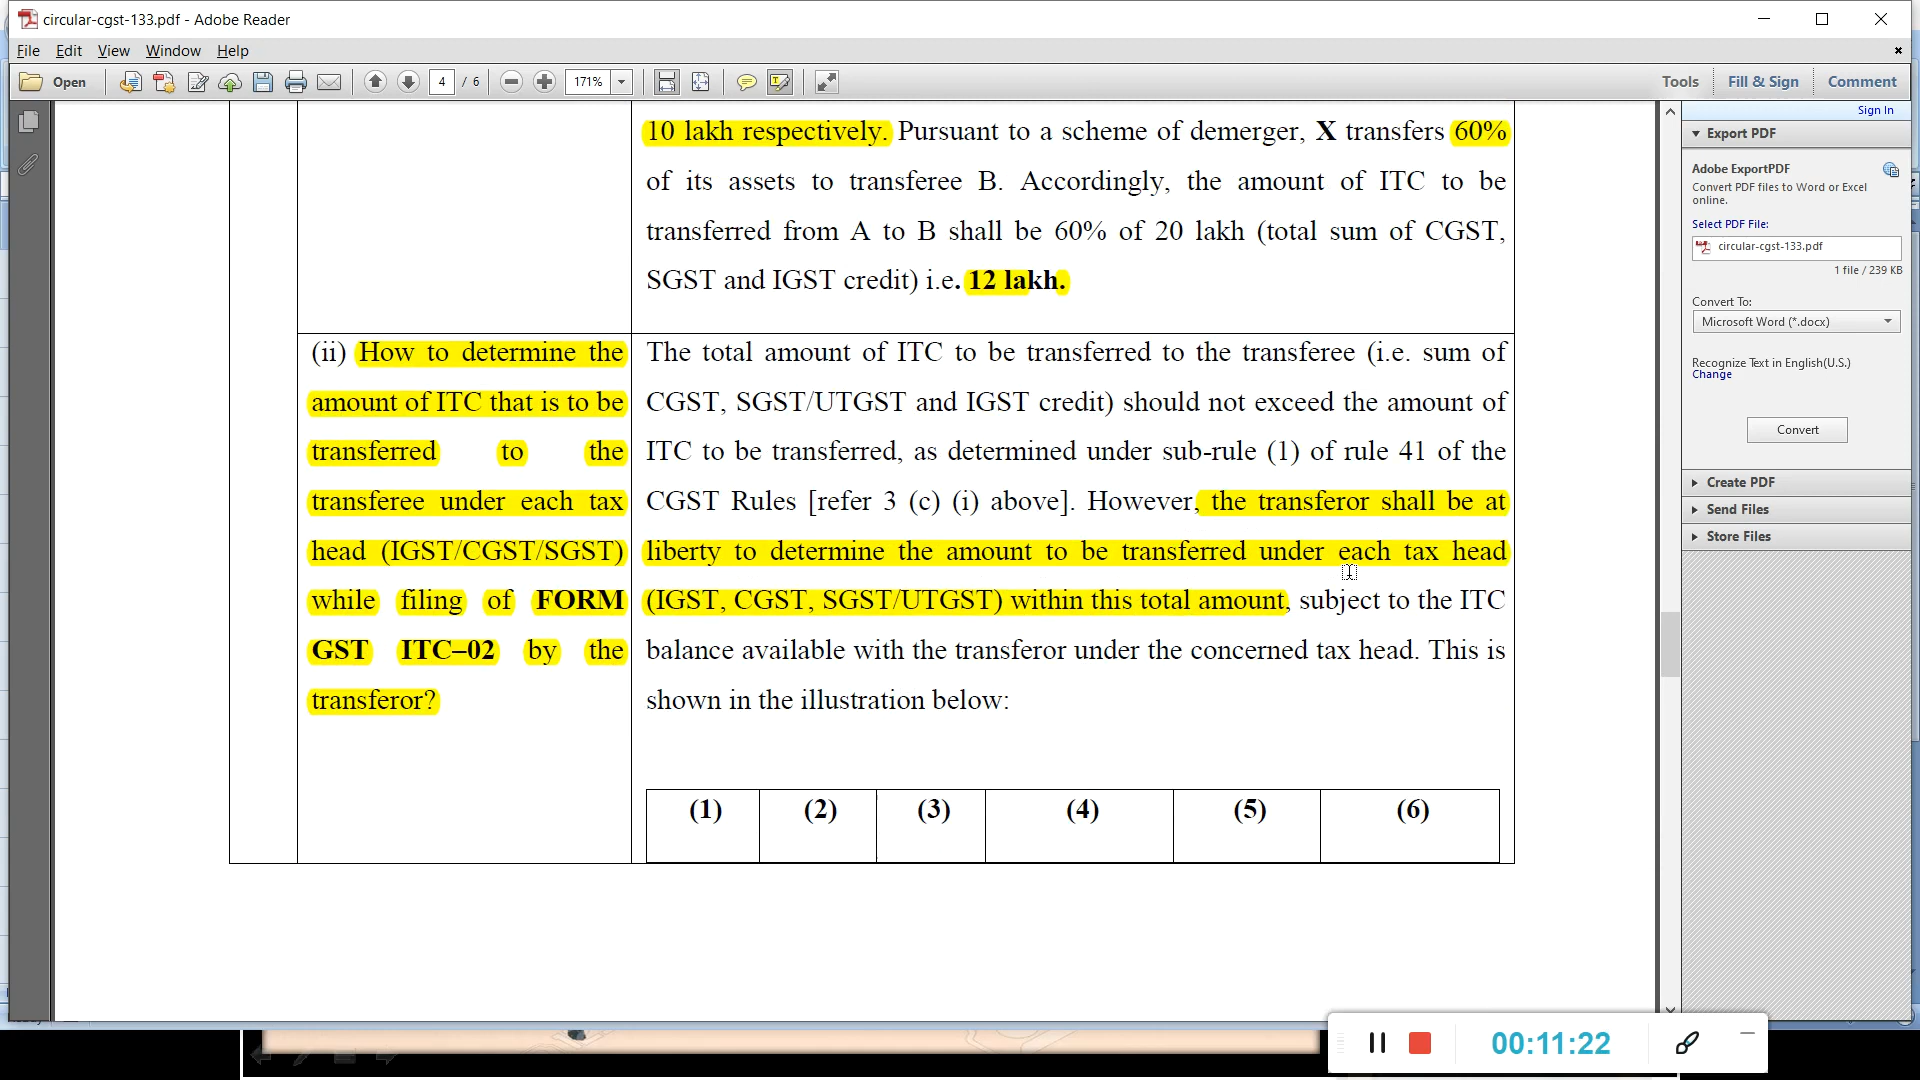 circular-cgst-133.pdf - Adobe Reader
File Edit View Window Help
Open 4 / 6 171% Tools Fill & Sign Comment
Sign In
Export PDF
Adobe ExportPDF
Convert PDF files to Word or Excel
online.
Select PDF File:
circular-cgst-133.pdf
1 file / 239 KB
Convert To:
Microsoft Word (*.docx)
Recognize Text in English(U.S.)
Change
Convert
Create PDF
Send Files
Store Files
10 lakh respectively. Pursuant to a scheme of demerger, X transfers 60%
of its assets to transferee B. Accordingly, the amount of ITC to be
transferred from A to B shall be 60% of 20 lakh (total sum of CGST,
SGST and IGST credit) i.e. 12 lakh.
(ii) How to determine the
amount of ITC that is to be
transferred to the
transferee under each tax
head (IGST/CGST/SGST)
while filing of FORM
GST ITC–02 by the
transferor?
The total amount of ITC to be transferred to the transferee (i.e. sum of
CGST, SGST/UTGST and IGST credit) should not exceed the amount of
ITC to be transferred, as determined under sub-rule (1) of rule 41 of the
CGST Rules [refer 3 (c) (i) above]. However, the transferor shall be at
liberty to determine the amount to be transferred under each tax head
(IGST, CGST, SGST/UTGST) within this total amount, subject to the ITC
balance available with the transferor under the concerned tax head. This is
shown in the illustration below:
(1) (2) (3) (4) (5) (6)
00:11:22